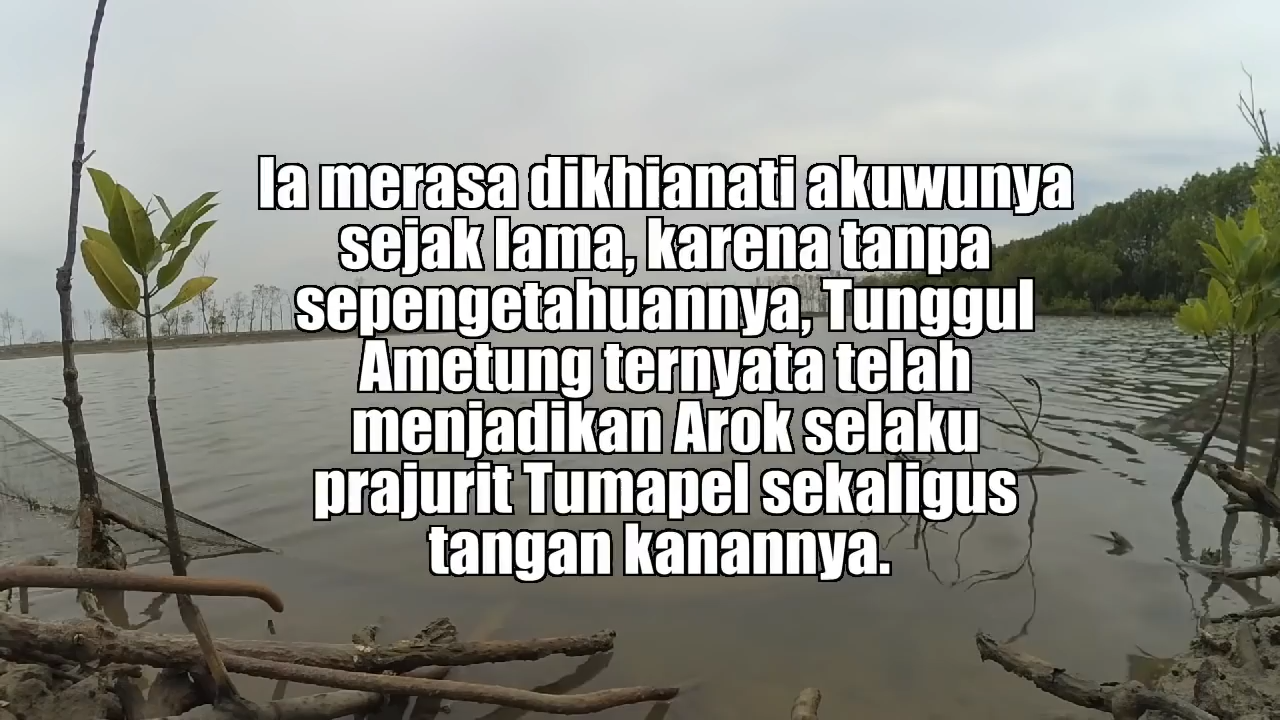 Ia merasa dikhianati akuwunya
sejak lama, karena tanpa
sepengetahuannya, Tunggul
Ametung ternyata telah
menjadikan Arok selaku
prajurit Tumapel sekaligus
tangan kanannya.